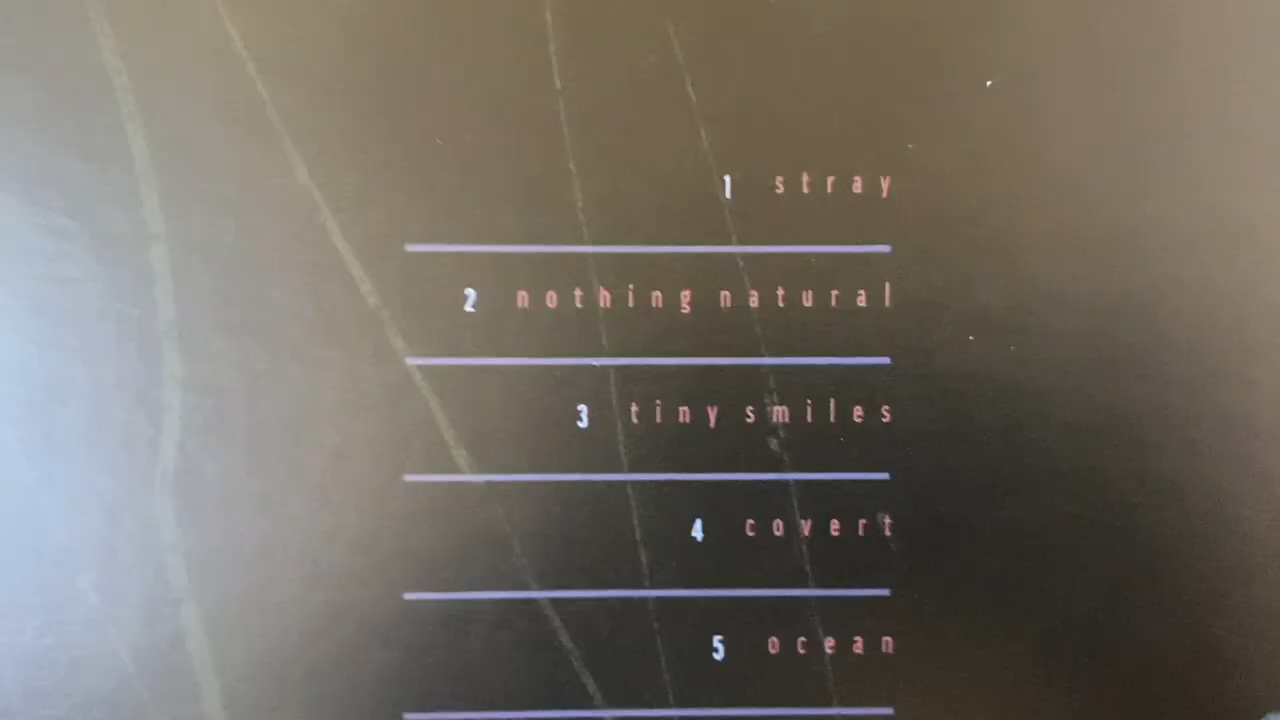 1 stray
2 nothing natural
3 tiny smiles
4 covert
5 ocean